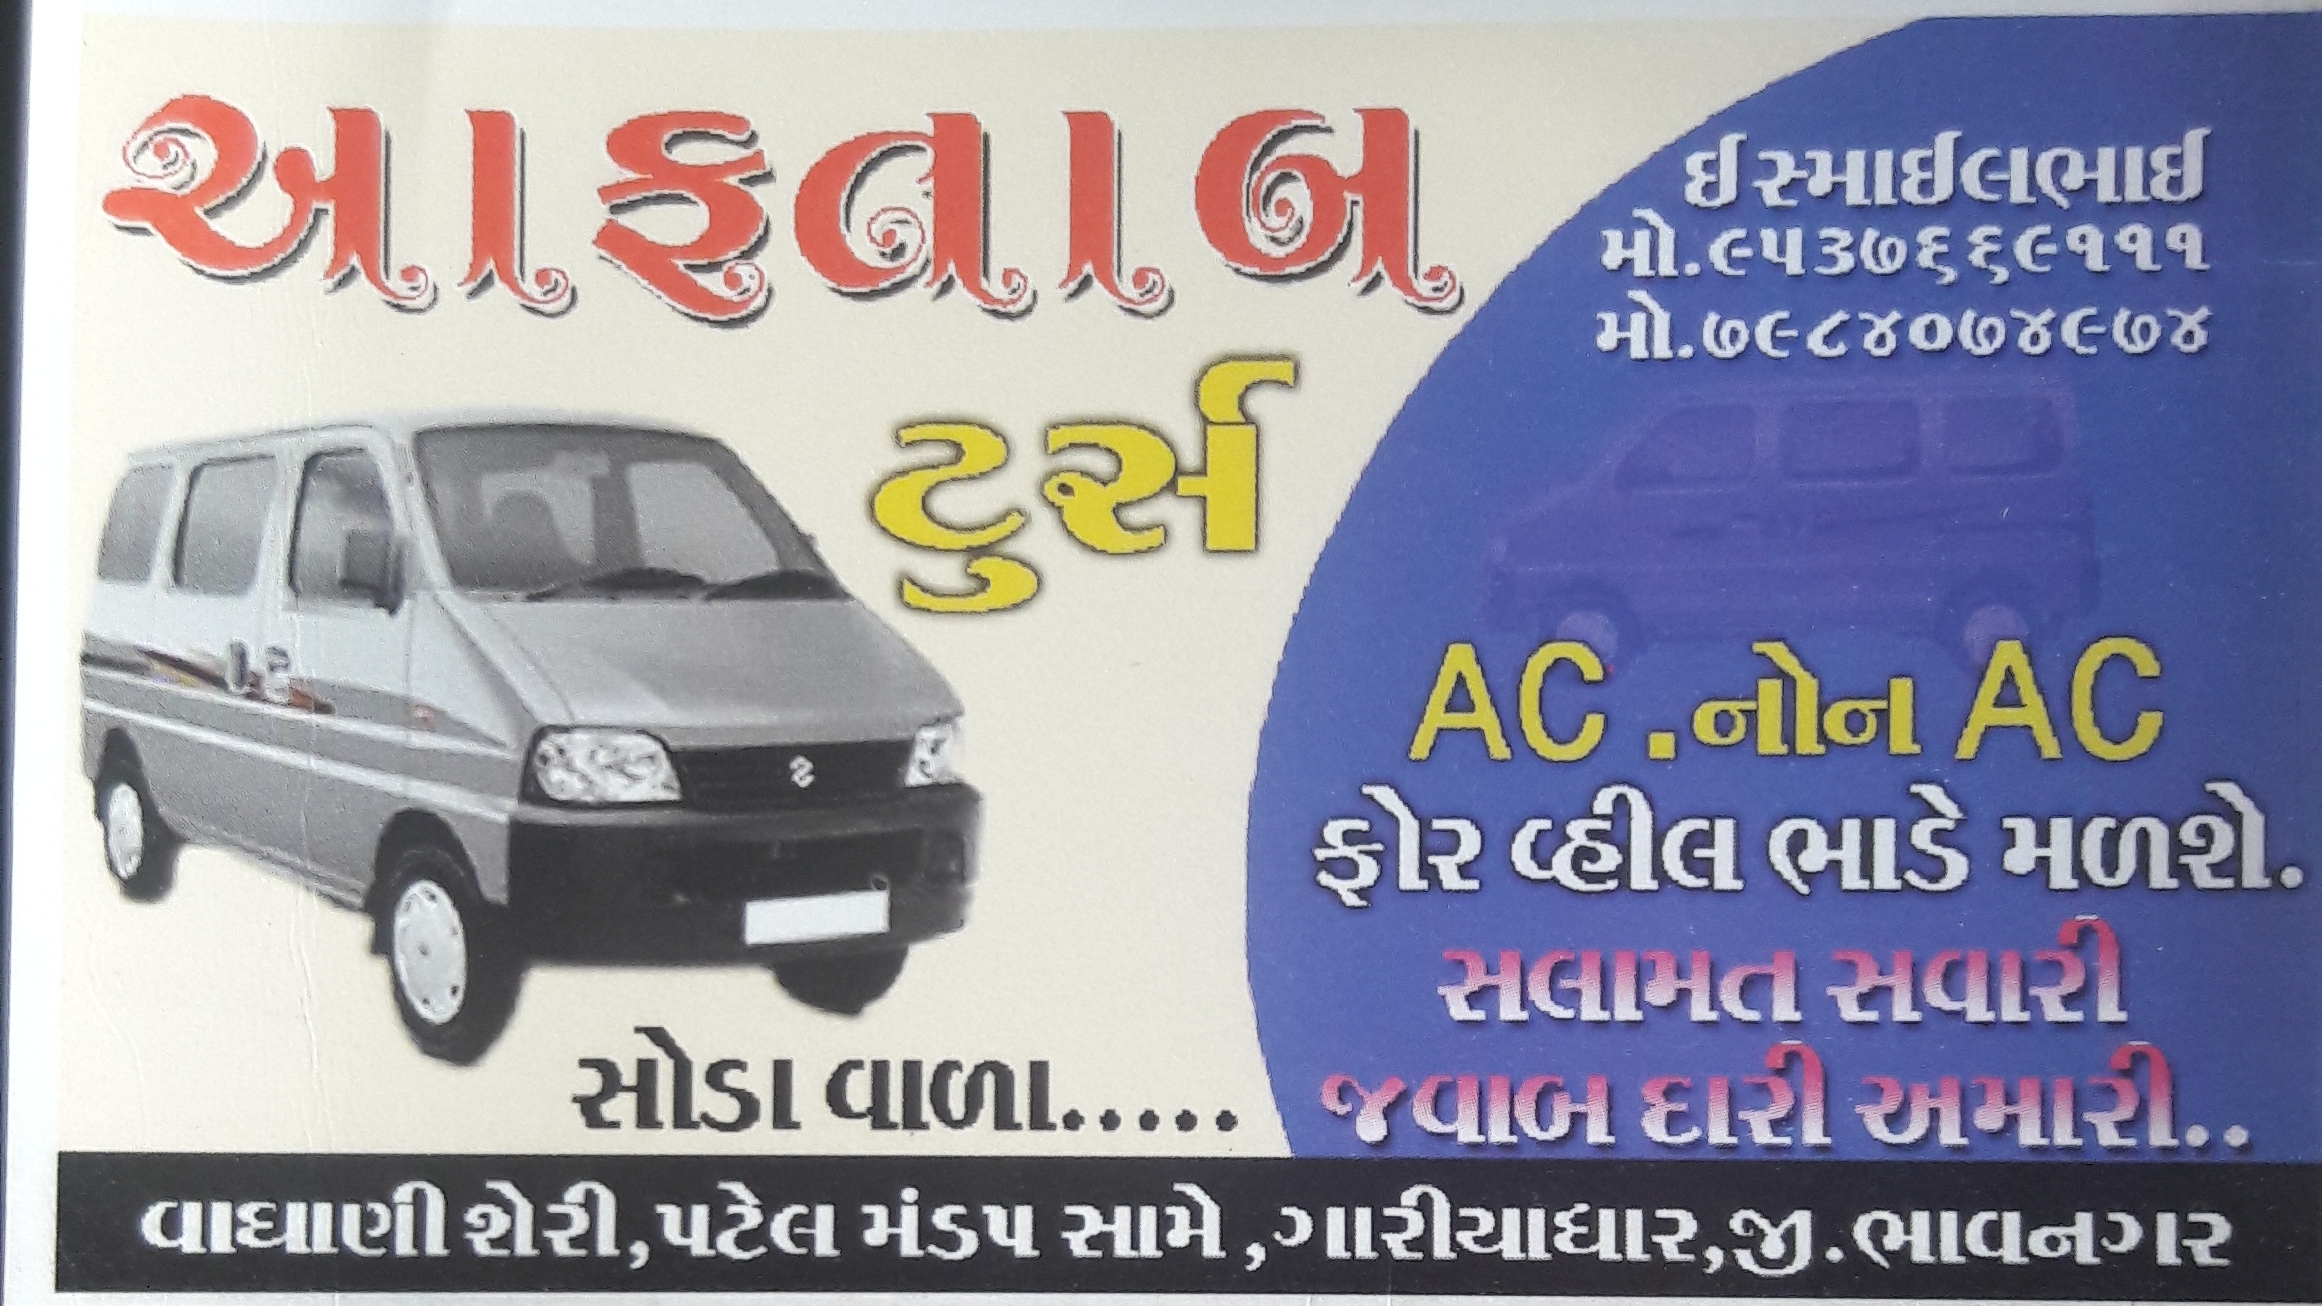 આફતાબ
ટુર્સ
ઈસ્માઈલભાઈ
મો.૯૫૩૭૬૬૯૧૧૧
મો.૭૯૮૪૦૭૪૯૭૪
AC .નોન AC
ફોર વ્હીલ ભાડે મળશે.
સલામત સવારી
જવાબ દારી અમારી..
સોડા વાળા.....
વાઘાણી શેરી,પટેલ મંડપ સામે ,ગારીયાધાર,જી.ભાવનગર